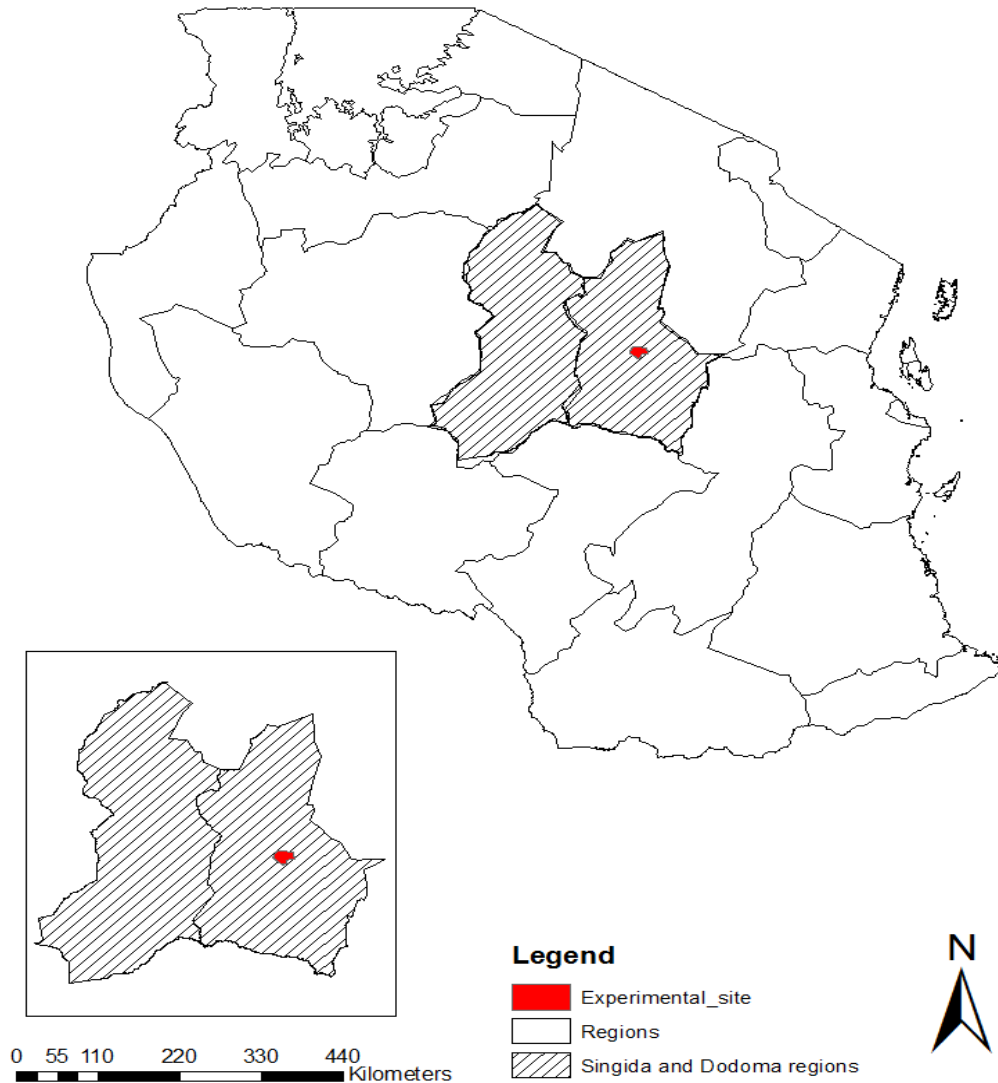 N
Legend
Experimental_site
Regions
Singida and Dodoma regions
0 55 110 220 330 440
Kilometers